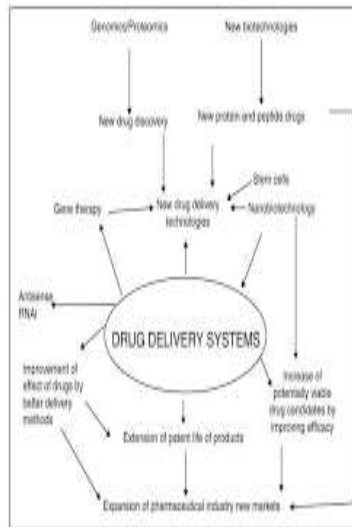 Genomics/Proteomics
New biotechnologies
New drug discovery
New protein and peptide drugs
Stem cells
Gene therapy
New drug delivery
technologies
Nanobiotechnology
Antisense
RNAi
DRUG DELIVERY SYSTEMS
Improvement of
effect of drugs by
better delivery
methods
Increase of
potentially viable
drug candidates by
improving efficacy
Extension of patent life of products
Expansion of pharmaceutical industry new markets